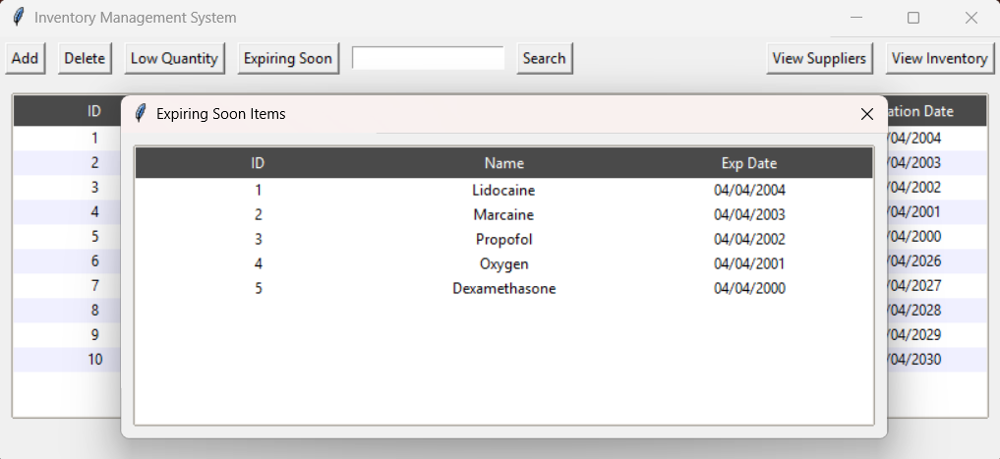 Inventory Management System
Add Delete Low Quantity Expiring Soon Search View Suppliers View Inventory
Expiring Soon Items
ID Name Exp Date
1 Lidocaine 04/04/2004
2 Marcaine 04/04/2003
3 Propofol 04/04/2002
4 Oxygen 04/04/2001
5 Dexamethasone 04/04/2000
ID Date
1 /04/2004
2 /04/2003
3 /04/2002
4 /04/2001
5 /04/2000
6 /04/2026
7 /04/2027
8 /04/2028
9 /04/2029
10 /04/2030